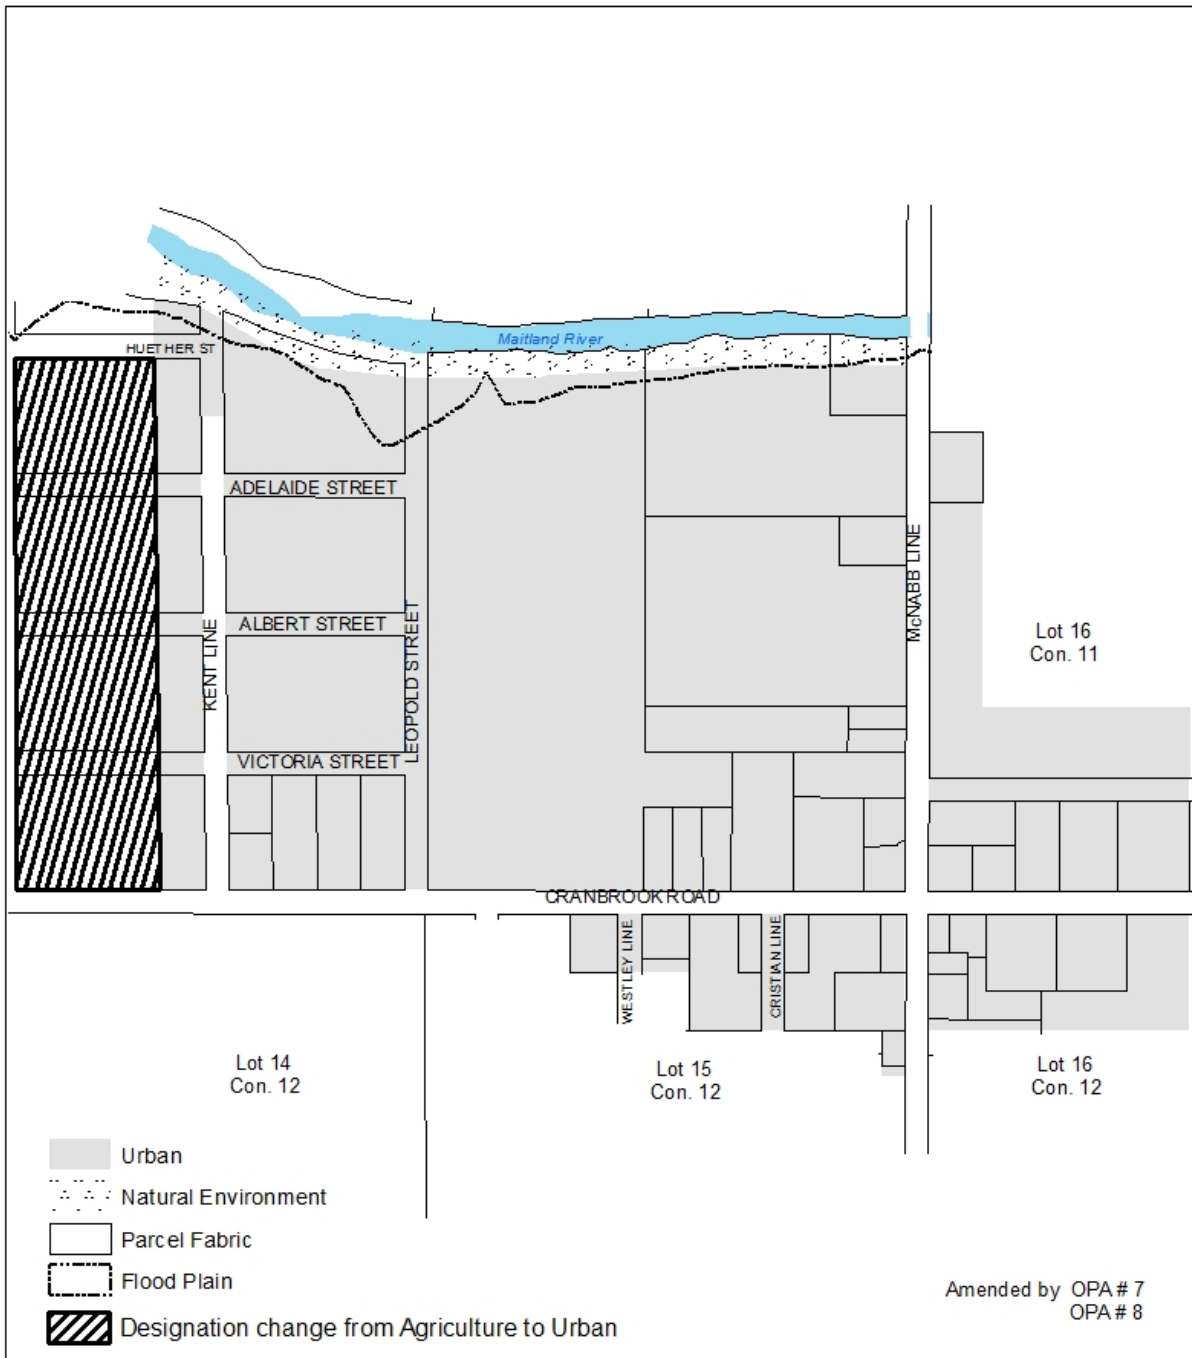 Maitland River
HUETHER ST
ADELAIDE STREET
McNABB LINE
ALBERT STREET
LEOPOLD STREET
KENT LINE
Lot 16
Con. 11
VICTORIA STREET
CRANBROOK ROAD
WESTLEY LINE
CRISTIAN LINE
Lot 14
Con. 12
Lot 15
Con. 12
Lot 16
Con. 12
Urban
Natural Environment
Parcel Fabric
Flood Plain
Designation change from Agriculture to Urban
Amended by OPA # 7
OPA # 8